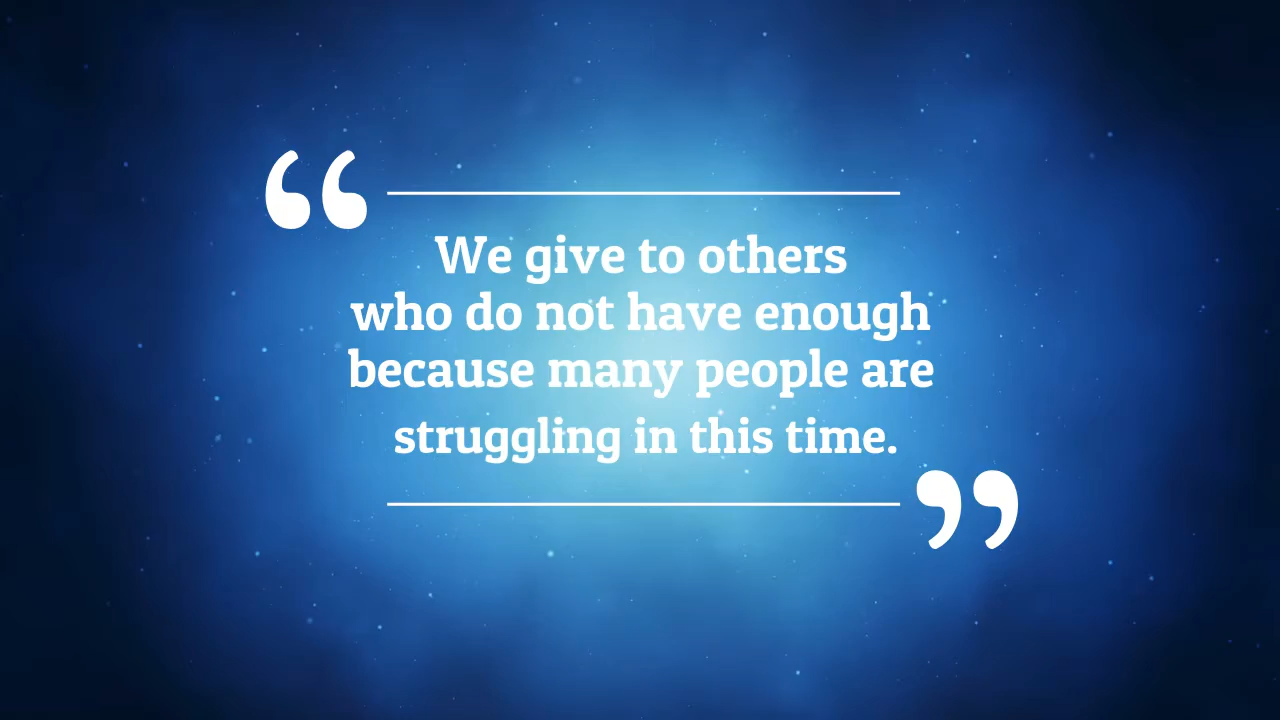 “
We give to others
who do not have enough
because many people are
struggling in this time.
”